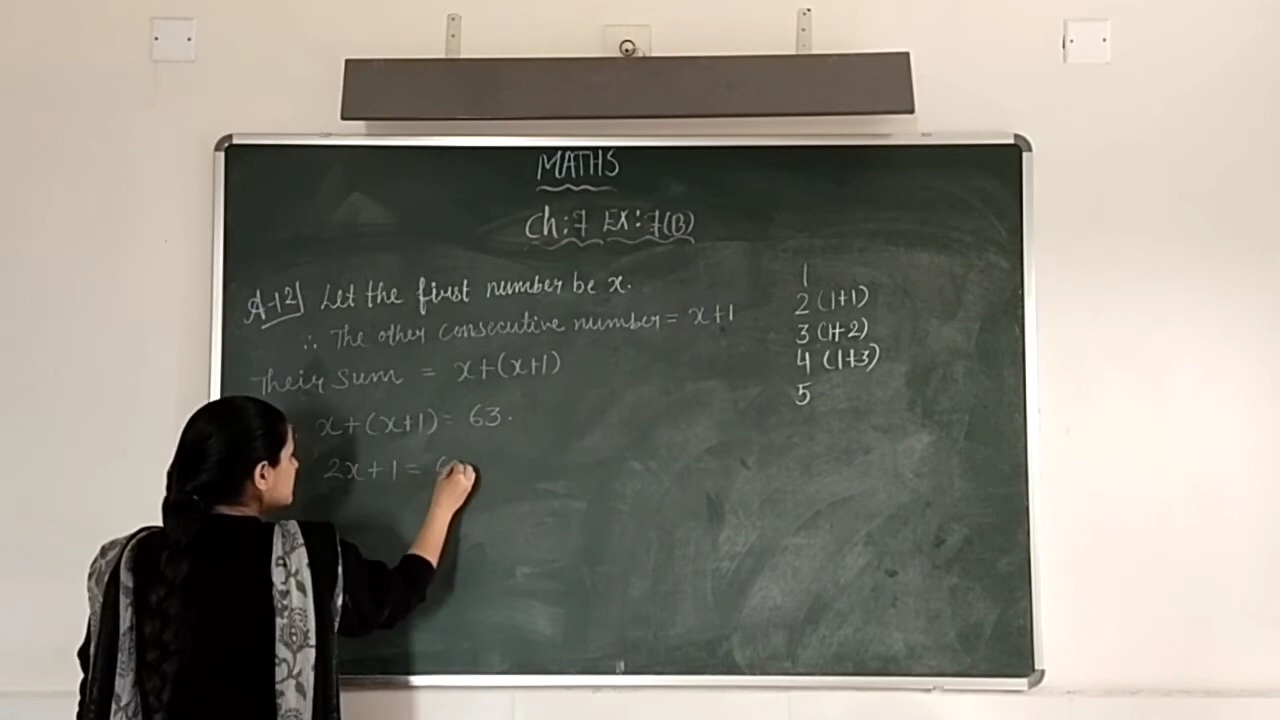 MATHS
Ch:7 EX:7(B)
A-12] Let the first number be x.
∴ The other consecutive number = x+1
Their sum = x+(x+1)
x+(x+1) = 63.
2x+1 =
1
2 (1+1)
3 (1+2)
4 (1+3)
5